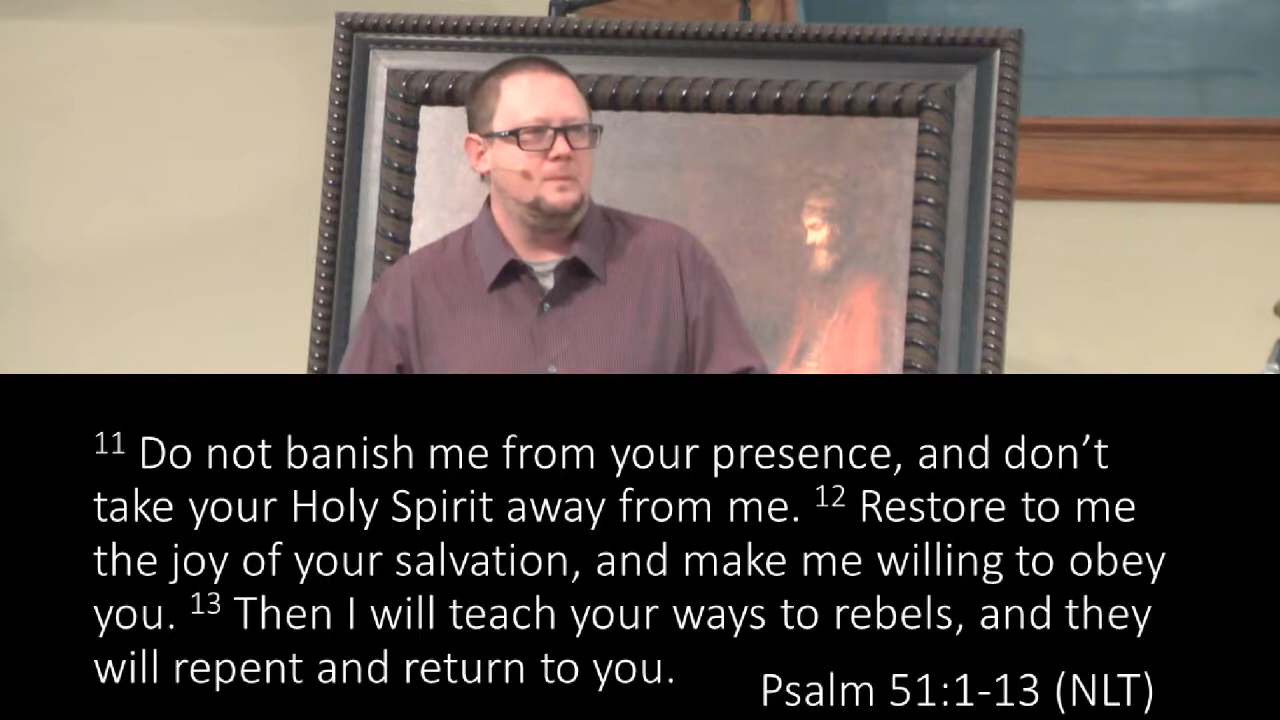 11 Do not banish me from your presence, and don’t
take your Holy Spirit away from me. 12 Restore to me
the joy of your salvation, and make me willing to obey
you. 13 Then I will teach your ways to rebels, and they
will repent and return to you.
Psalm 51:1-13 (NLT)